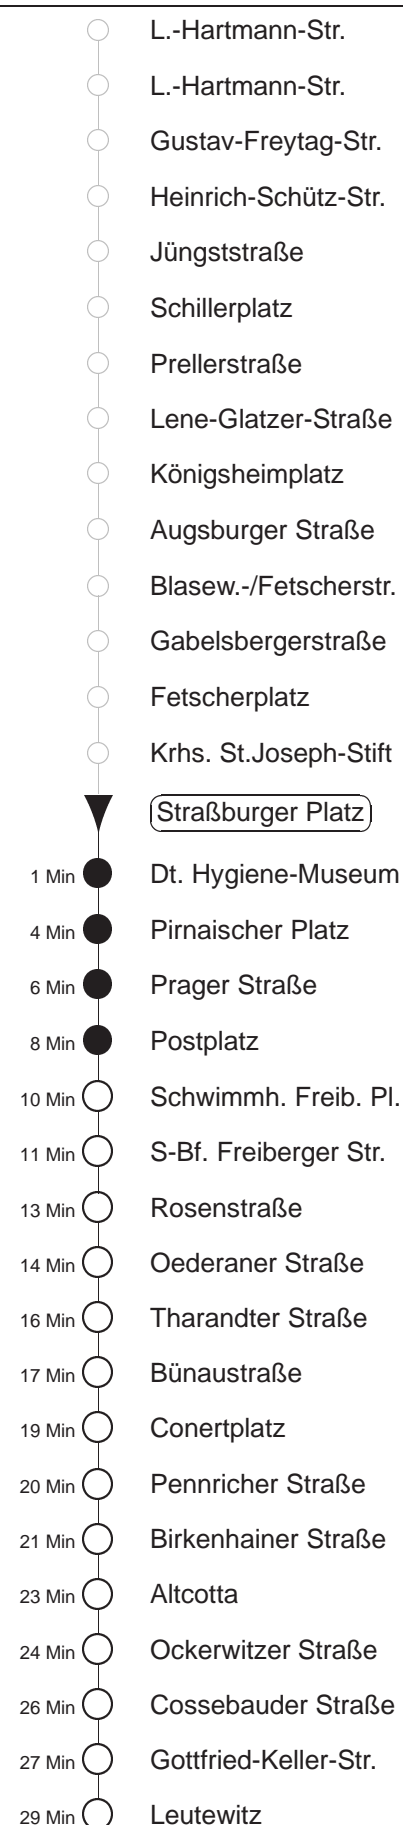 L.-Hartmann-Str.
L.-Hartmann-Str.
Gustav-Freytag-Str.
Heinrich-Schütz-Str.
Jüngststraße
Schillerplatz
Prellerstraße
Lene-Glatzer-Straße
Königsheimplatz
Augsburger Straße
Blasew.-/Fetscherstr.
Gabelsbergerstraße
Fetscherplatz
Krhs. St.Joseph-Stift
Straßburger Platz
1 Min Dt. Hygiene-Museum
4 Min Pirnaischer Platz
6 Min Prager Straße
8 Min Postplatz
10 Min Schwimmh. Freib. Pl.
11 Min S-Bf. Freiberger Str.
13 Min Rosenstraße
14 Min Oederaner Straße
16 Min Tharandter Straße
17 Min Bünaustraße
19 Min Conertplatz
20 Min Pennricher Straße
21 Min Birkenhainer Straße
23 Min Altcotta
24 Min Ockerwitzer Straße
26 Min Cossebauder Straße
27 Min Gottfried-Keller-Str.
29 Min Leutewitz